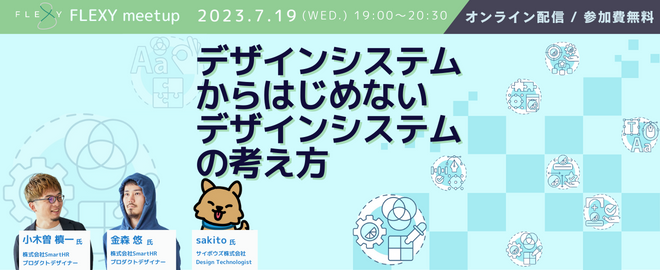 FLEXY
FLEXY meetup
2023.7.19 (WED.) 19:00〜20:30
オンライン配信 / 参加費無料
デザインシステム
からはじめない
デザインシステム
の考え方
小木曽 槙一 氏
株式会社SmartHR
プロダクトデザイナー
金森 悠 氏
株式会社SmartHR
プロダクトデザイナー
sakito 氏
サイボウズ株式会社
Design Technologist
Aa
Aa